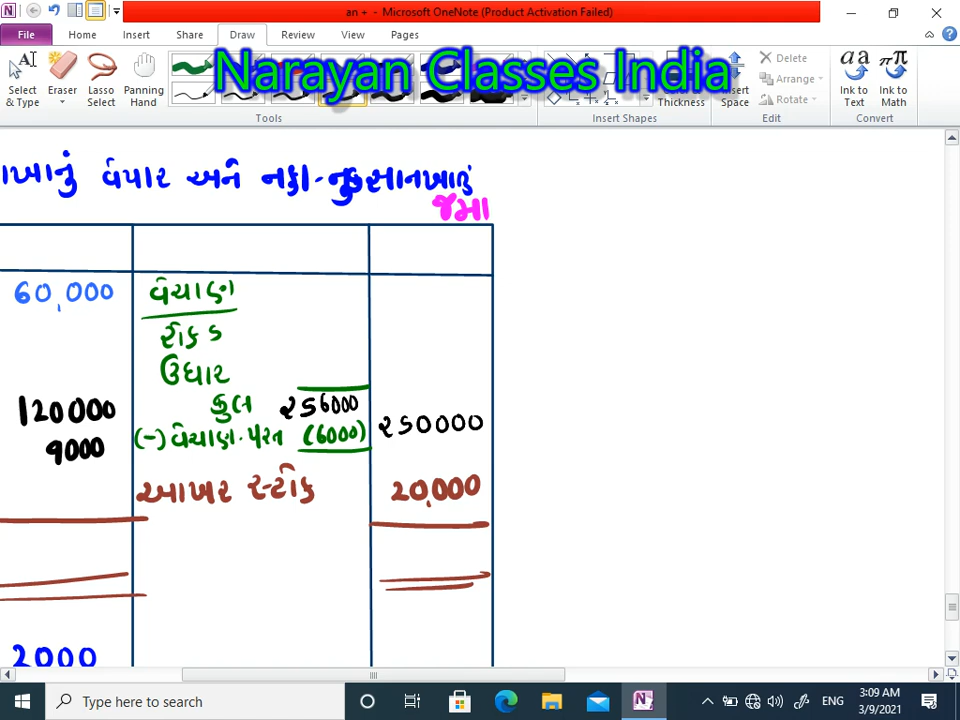 an + - Microsoft OneNote (Product Activation Failed)
File Home Insert Share Draw Review View Pages
Select & Type Eraser Lasso Select Panning Hand Thickness Insert Space Delete Arrange Rotate Ink to Text Ink to Math
Tools Insert Shapes Edit Convert
Narayan Classes India
ખાનું વેપાર અને નફા-નુકસાનખાતું
જમા
60,000 વેચાણ
રોકડ
ઉધાર
120000 કુલ ૨56000 ૨50000
9000 (-) વેચાણ પરત (6000)
આખર સ્ટોક 20,000
2000
Type here to search
ENG 3:09 AM
3/9/2021